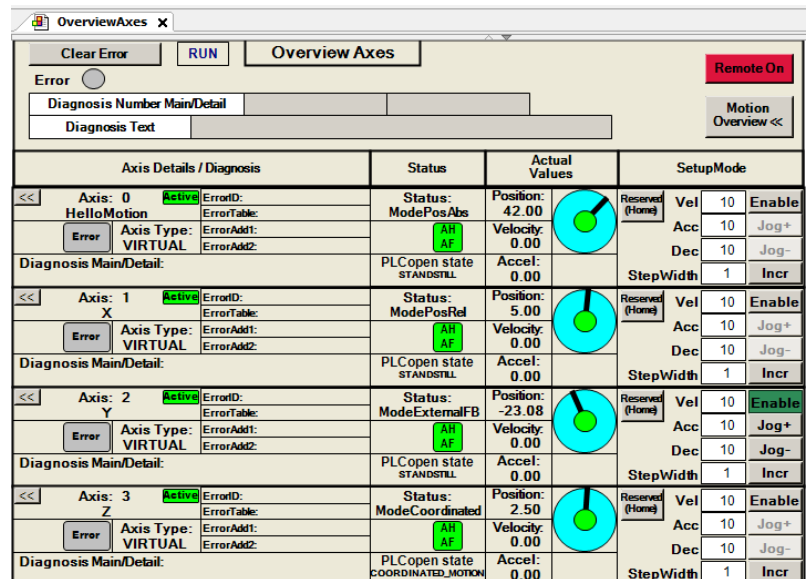 OverviewAxes X
Clear Error RUN Overview Axes
Error
Remote On
Diagnosis Number Main/Detail
Diagnosis Text
Motion
Overview <<
Axis Details / Diagnosis Status Actual Values SetupMode
<< Axis: 0 Active ErrorID: Status: Position: Reserved Vel 10 Enable
HelloMotion ErrorTable: ModePosAbs 42.00 (Home)
Error Axis Type: ErrorAdd1: AH Velocity: Acc 10 Jog+
VIRTUAL ErrorAdd2: AF 0.00 Dec 10 Jog-
Diagnosis Main/Detail: PLCopen state Accel:
STANDSTILL 0.00 StepWidth 1 Incr
<< Axis: 1 Active ErrorID: Status: Position: Reserved Vel 10 Enable
X ErrorTable: ModePosRel 5.00 (Home)
Error Axis Type: ErrorAdd1: AH Velocity: Acc 10 Jog+
VIRTUAL ErrorAdd2: AF 0.00 Dec 10 Jog-
Diagnosis Main/Detail: PLCopen state Accel:
STANDSTILL 0.00 StepWidth 1 Incr
<< Axis: 2 Active ErrorID: Status: Position: Reserved Vel 10 Enable
Y ErrorTable: ModeExternalFB -23.08 (Home)
Error Axis Type: ErrorAdd1: AH Velocity: Acc 10 Jog+
VIRTUAL ErrorAdd2: AF 0.00 Dec 10 Jog-
Diagnosis Main/Detail: PLCopen state Accel:
STANDSTILL 0.00 StepWidth 1 Incr
<< Axis: 3 Active ErrorID: Status: Position: Reserved Vel 10 Enable
Z ErrorTable: ModeCoordinated 2.50 (Home)
Error Axis Type: ErrorAdd1: AH Velocity: Acc 10 Jog+
VIRTUAL ErrorAdd2: AF 0.00 Dec 10 Jog-
Diagnosis Main/Detail: PLCopen state Accel:
COORDINATED_MOTION 0.00 StepWidth 1 Incr